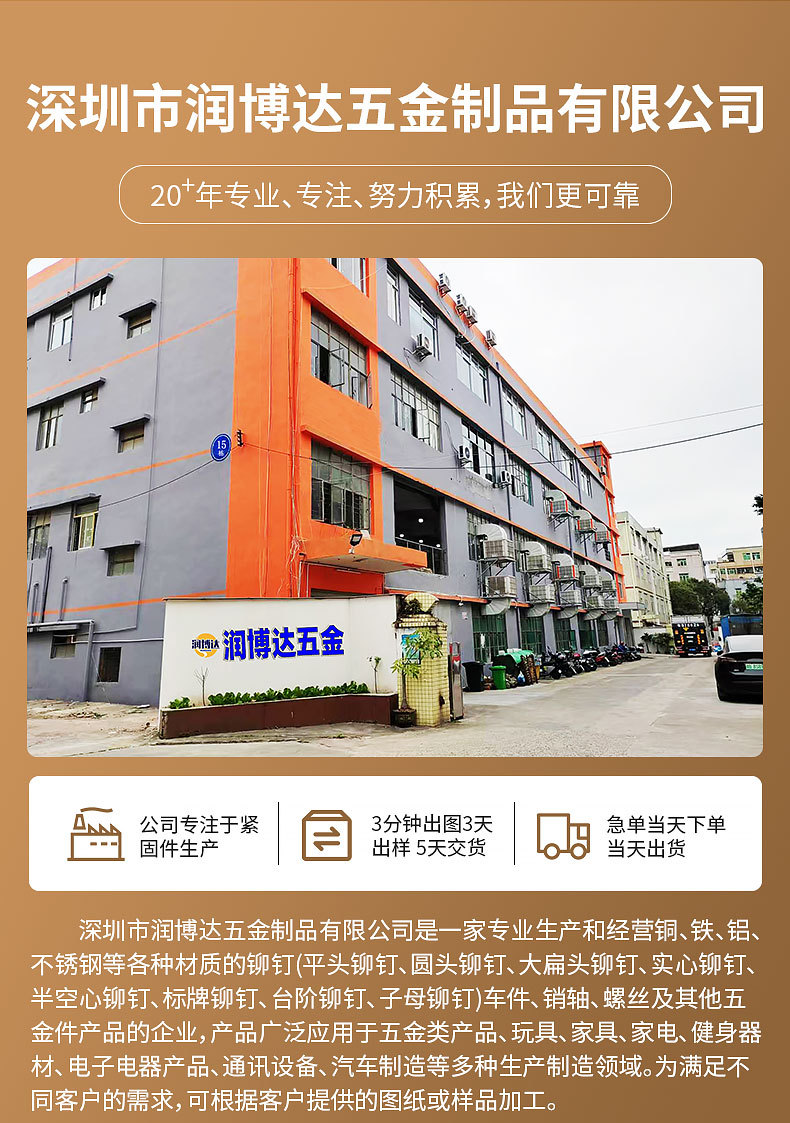 深圳市润博达五金制品有限公司
20+年专业、专注、努力积累,我们更可靠
15
栋
润博达
润博达五金
公司专注于紧
固件生产
3分钟出图3天
出样 5天交货
急单当天下单
当天出货
深圳市润博达五金制品有限公司是一家专业生产和经营铜、铁、铝、
不锈钢等各种材质的铆钉(平头铆钉、圆头铆钉、大扁头铆钉、实心铆钉、
半空心铆钉、标牌铆钉、台阶铆钉、子母铆钉)车件、销轴、螺丝及其他五
金件产品的企业,产品广泛应用于五金类产品、玩具、家具、家电、健身器
材、电子电器产品、通讯设备、汽车制造等多种生产制造领域。为满足不
同客户的需求,可根据客户提供的图纸或样品加工。